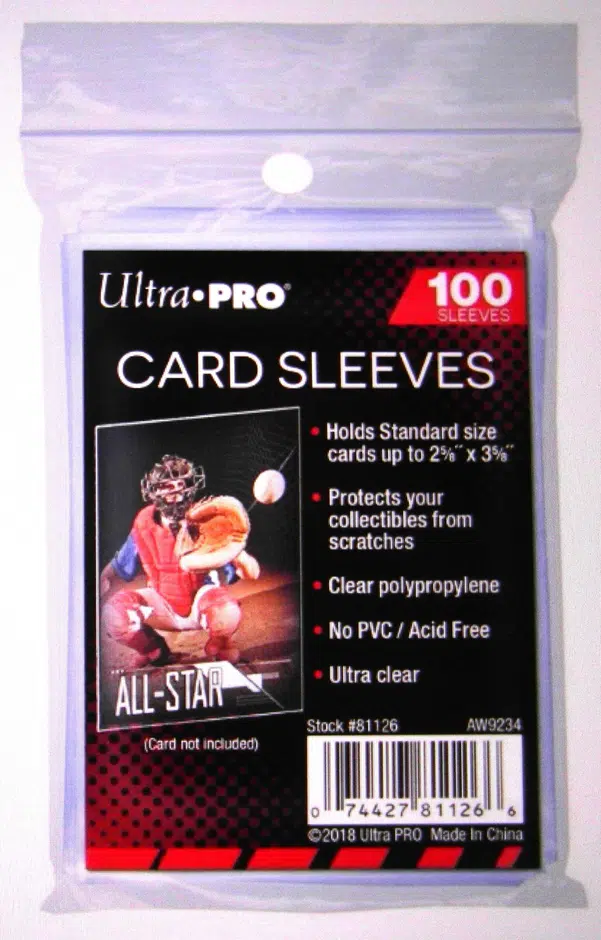 Ultra•PRO®
100
SLEEVES
CARD SLEEVES
• Holds Standard size
cards up to 2⅝˝ x 3⅝˝
• Protects your
collectibles from
scratches
• Clear polypropylene
• No PVC / Acid Free
• Ultra clear
ALL-STAR
(Card not included)
Stock #81126 AW9234
0 74427 81126 6
©2018 Ultra PRO Made In China